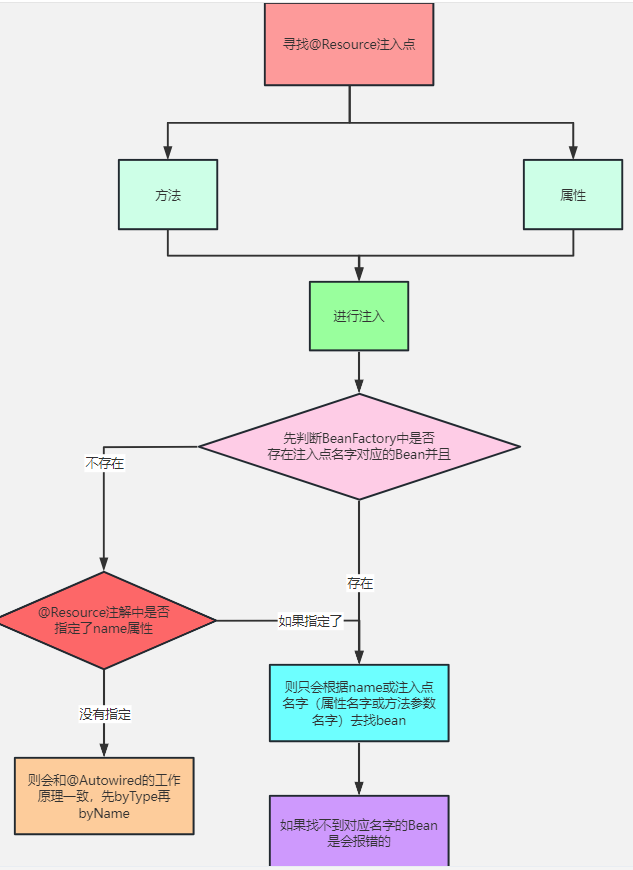 寻找@Resource注入点
方法
属性
进行注入
先判断BeanFactory中是否
存在注入点名字对应的Bean并且
不存在
存在
@Resource注解中是否
指定了name属性
如果指定了
没有指定
则只会根据name或注入点
名字（属性名字或方法参数
名字）去找bean
则会和@Autowired的工作
原理一致，先byType再
byName
如果找不到对应名字的Bean
是会报错的